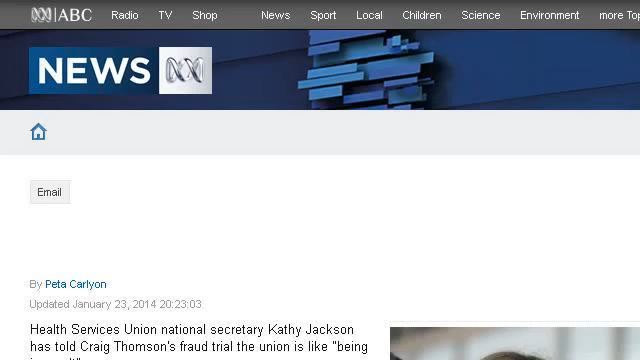 ABC Radio TV Shop News Sport Local Children Science Environment more Top
NEWS
Email
By Peta Carlyon
Updated January 23, 2014 20:23:03
Health Services Union national secretary Kathy Jackson
has told Craig Thomson's fraud trial the union is like "being